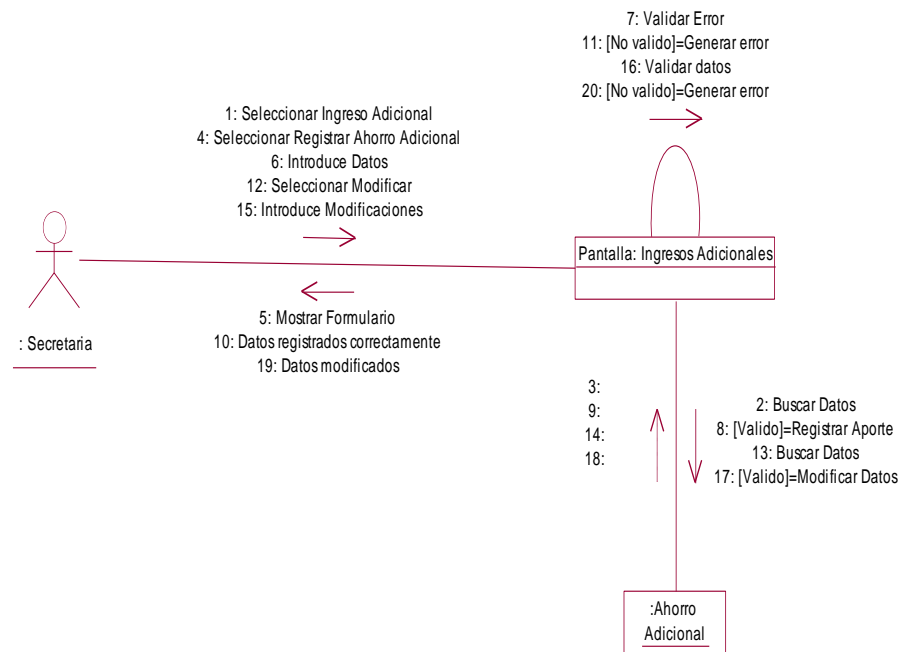 7: Validar Error
11: [No valido]=Generar error
16: Validar datos
20: [No valido]=Generar error
1: Seleccionar Ingreso Adicional
4: Seleccionar Registrar Ahorro Adicional
6: Introduce Datos
12: Seleccionar Modificar
15: Introduce Modificaciones
Pantalla: Ingresos Adicionales
: Secretaria
5: Mostrar Formulario
10: Datos registrados correctamente
19: Datos modificados
3:
9:
14:
18:
2: Buscar Datos
8: [Valido]=Registrar Aporte
13: Buscar Datos
17: [Valido]=Modificar Datos
:Ahorro
Adicional